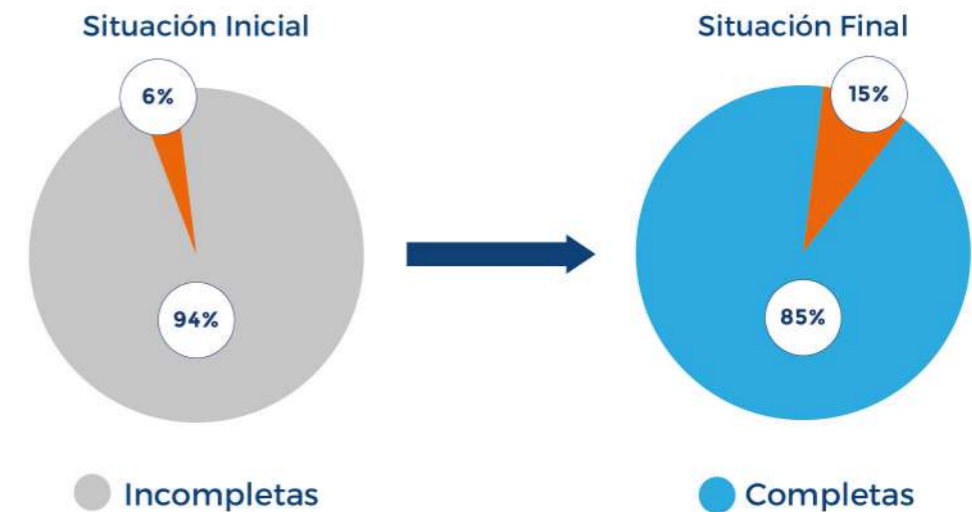 Situación Inicial
6%
94%
Incompletas
Situación Final
15%
85%
Completas